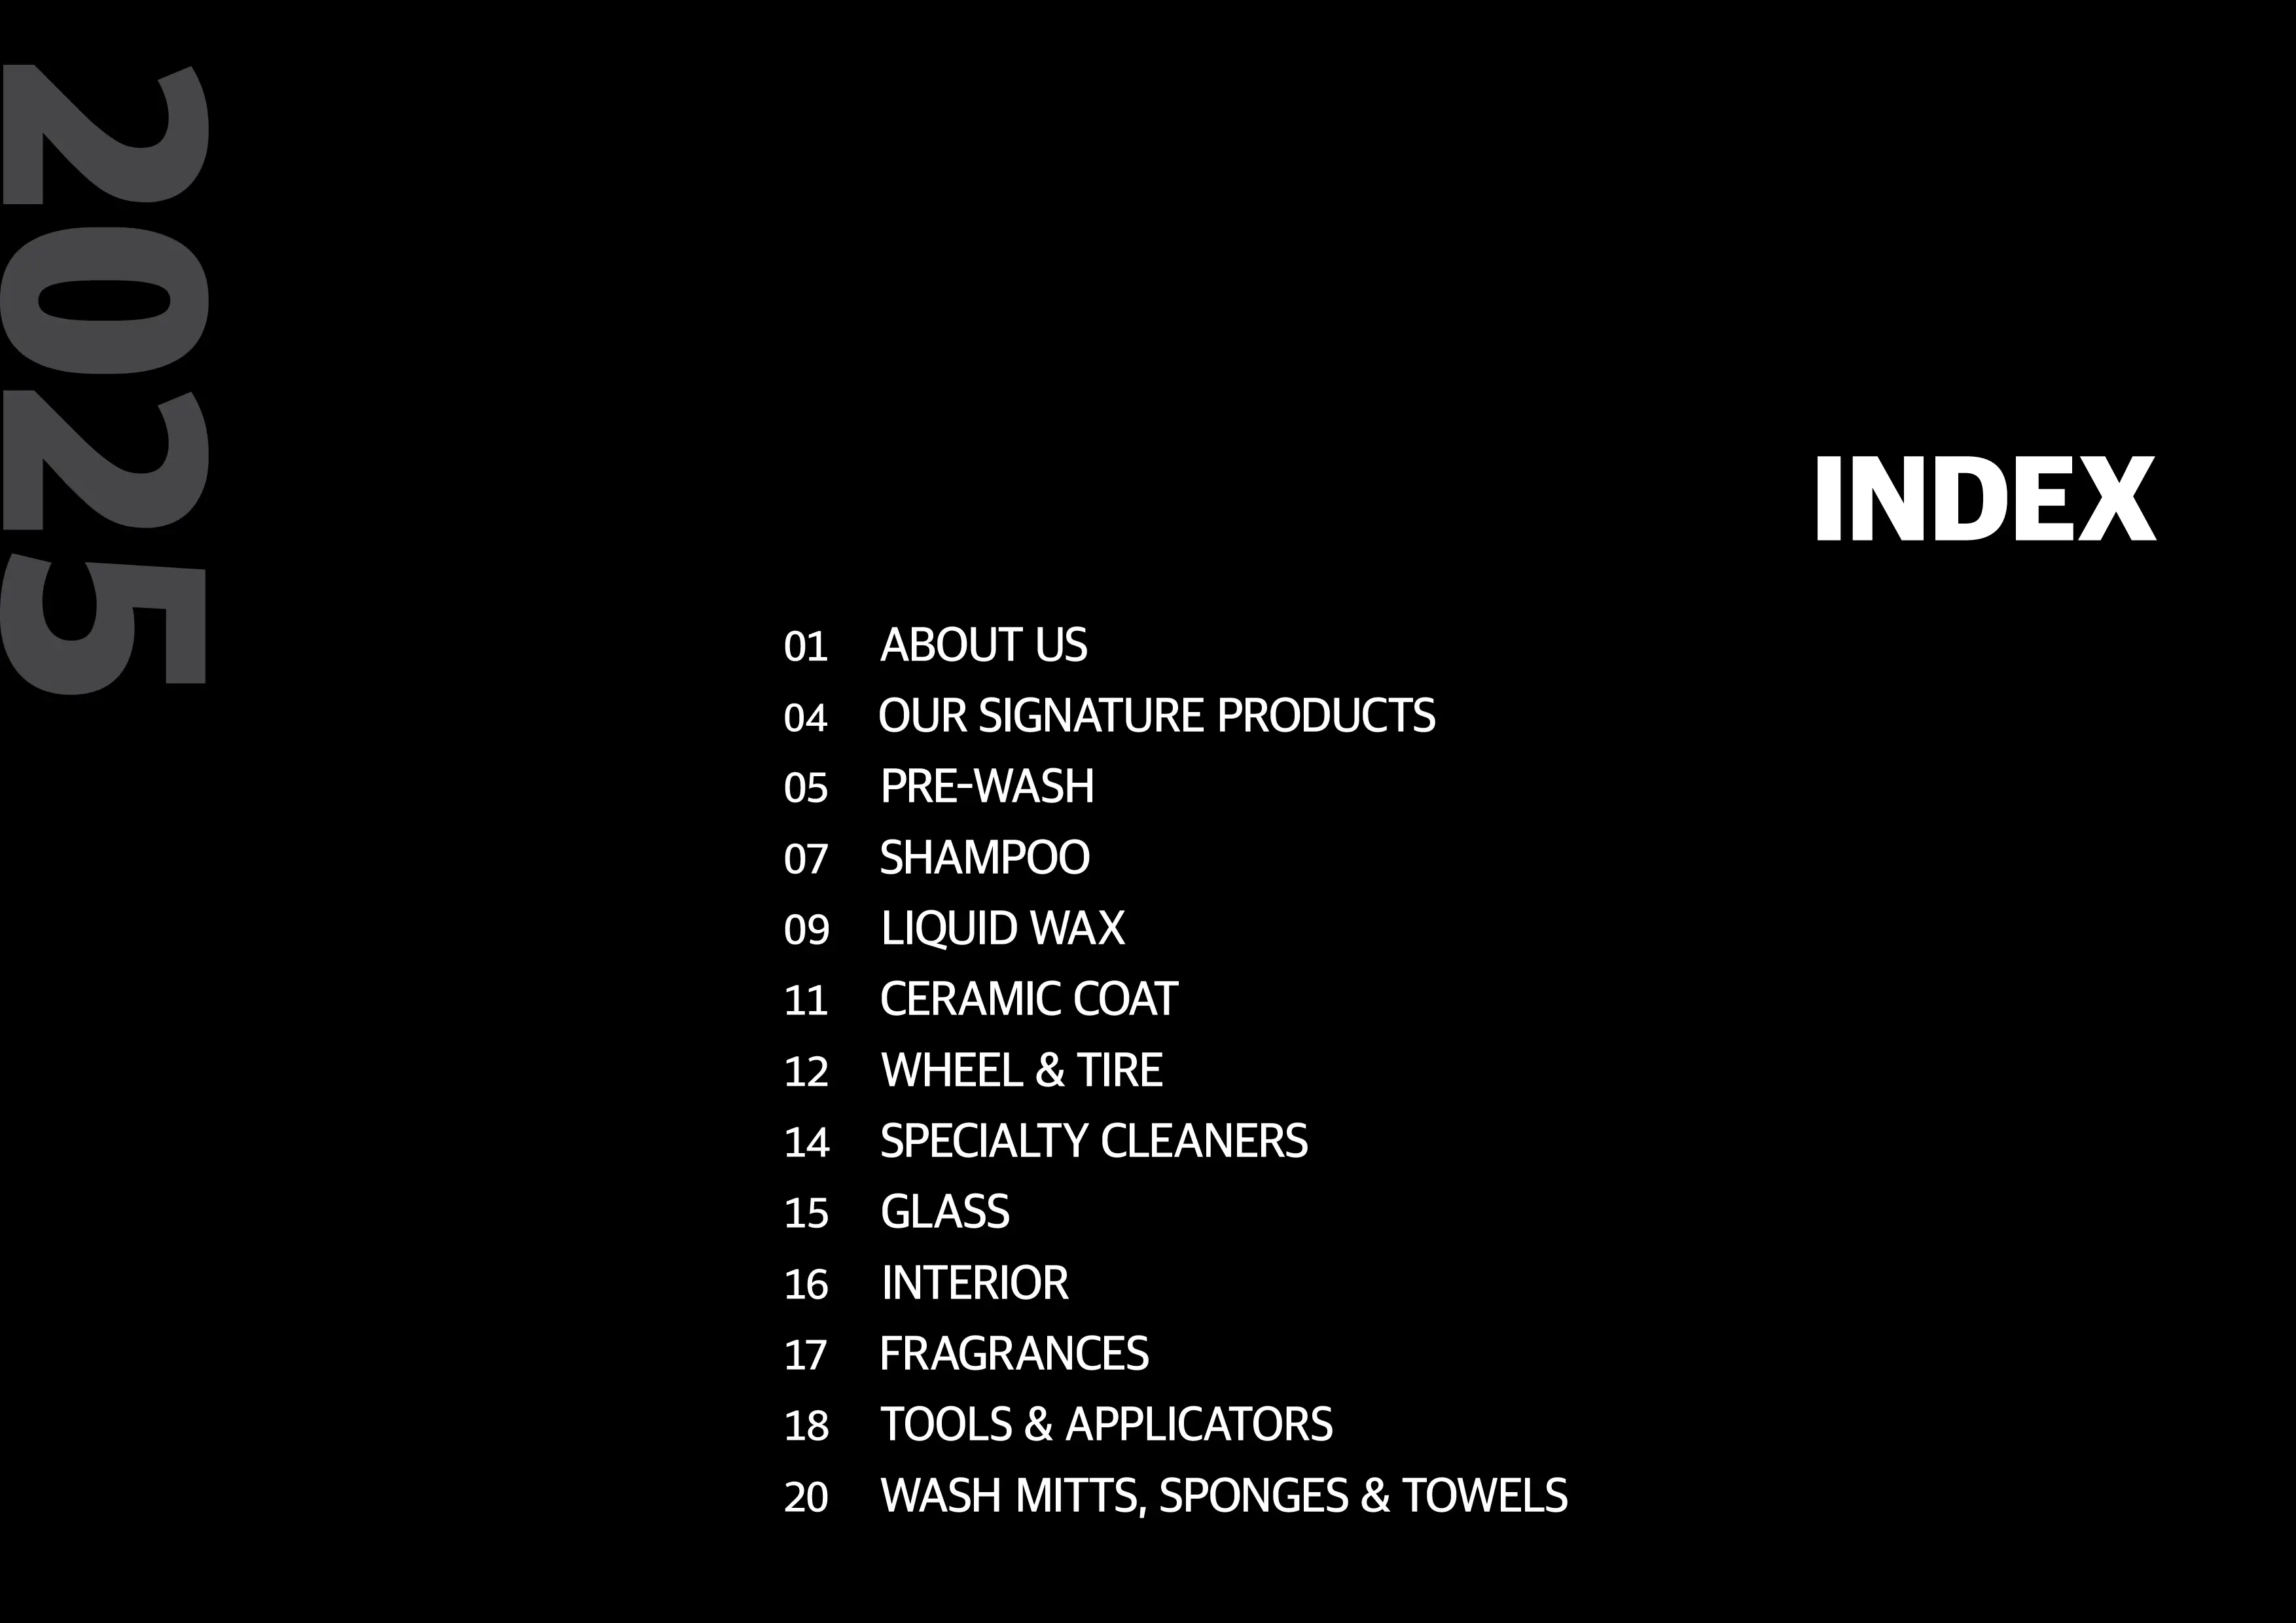 2025
INDEX
01 ABOUT US
04 OUR SIGNATURE PRODUCTS
05 PRE-WASH
07 SHAMPOO
09 LIQUID WAX
11 CERAMIC COAT
12 WHEEL & TIRE
14 SPECIALTY CLEANERS
15 GLASS
16 INTERIOR
17 FRAGRANCES
18 TOOLS & APPLICATORS
20 WASH MITTS, SPONGES & TOWELS